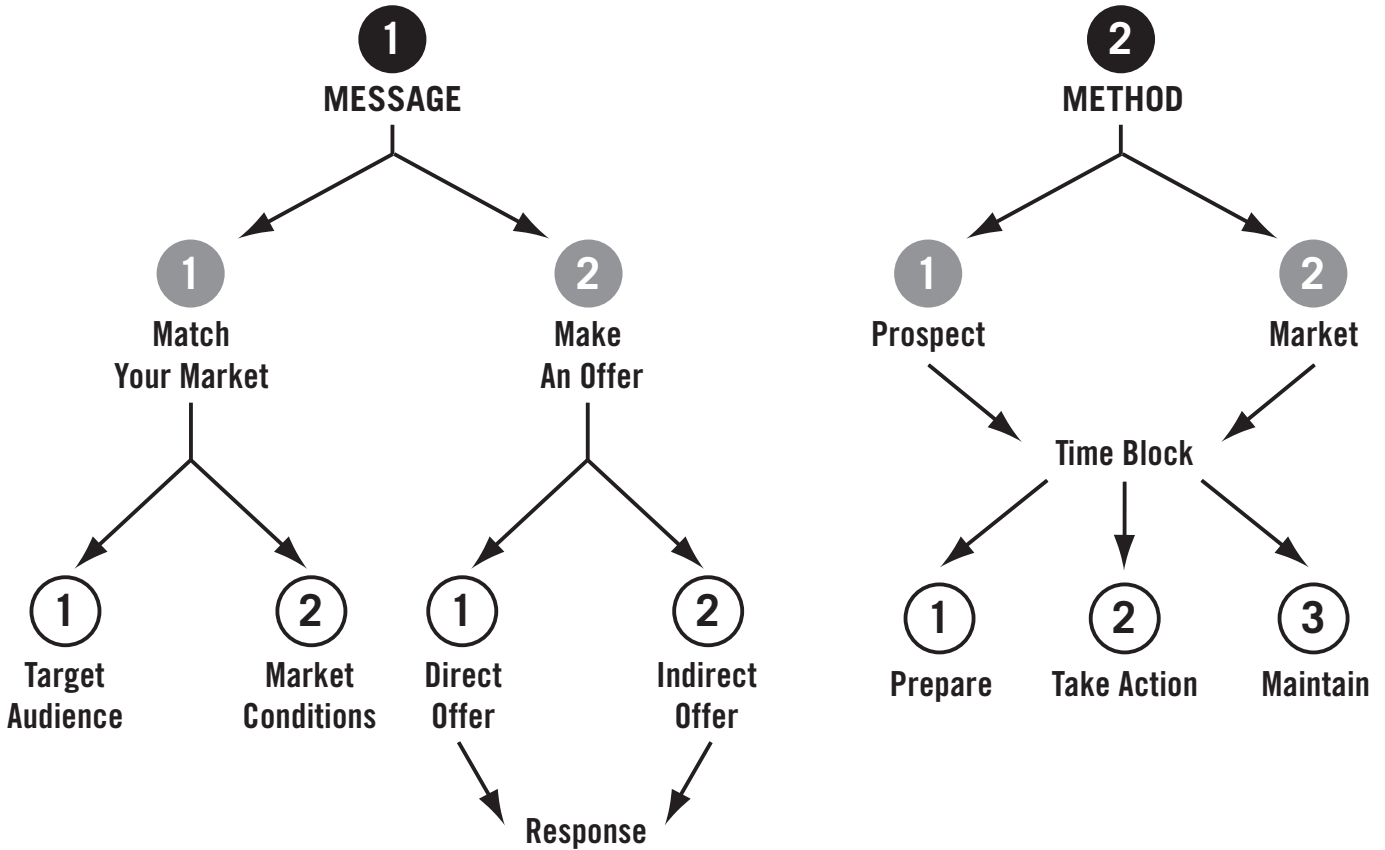 1
MESSAGE
1
Match
Your Market
2
Make
An Offer
1
Target
Audience
2
Market
Conditions
1
Direct
Offer
2
Indirect
Offer
Response
2
METHOD
1
Prospect
2
Market
Time Block
1
Prepare
2
Take Action
3
Maintain